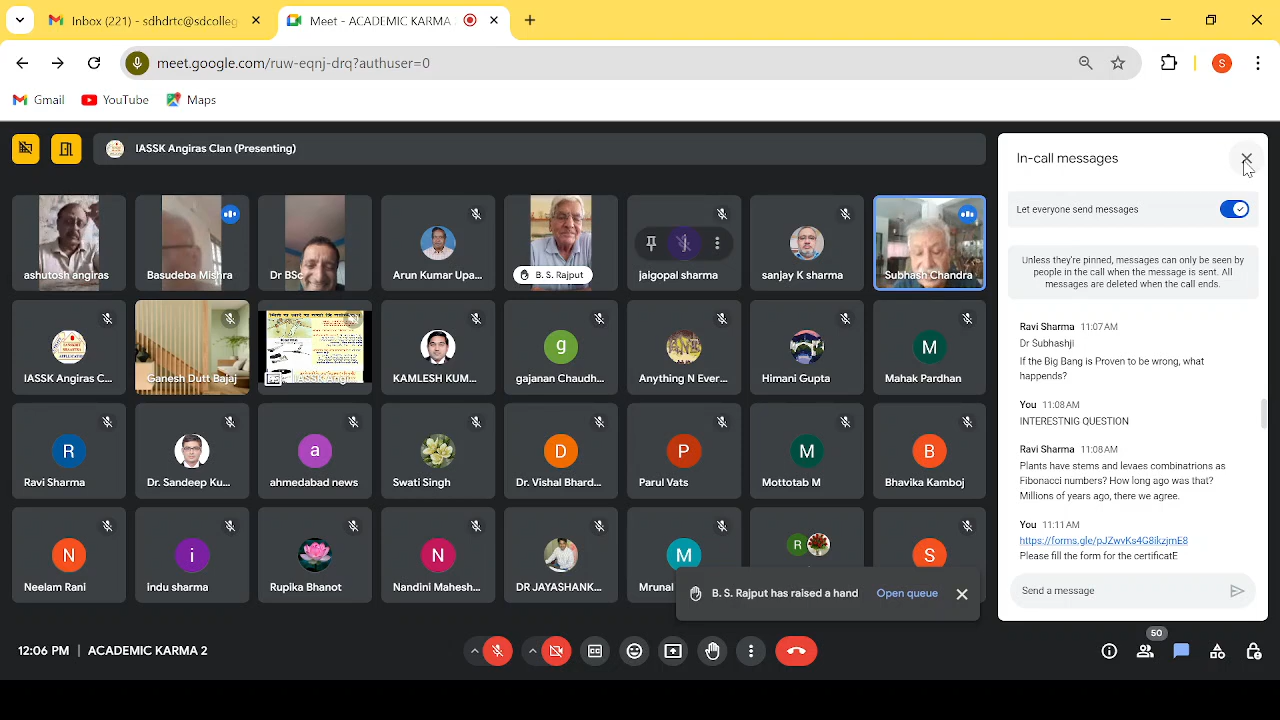 Inbox (221) - sdhdrtc@sdcolleg
Meet - ACADEMIC KARMA
meet.google.com/ruw-eqnj-drq?authuser=0
Gmail
YouTube
Maps
IASSK Angiras Clan (Presenting)
ashutosh angiras
Basudeba Mishra
Dr BSc
Arun Kumar Upa...
B. S. Rajput
j
jaigopal sharma
sanjay K sharma
Subhash Chandra
IASSK Angiras C...
Ganesh Dutt Bajaj
KAMLESH KUM...
g
gajanan Chaudh...
Anything N Ever...
Himani Gupta
M
Mahak Pardhan
R
Ravi Sharma
Dr. Sandeep Ku...
a
ahmedabad news
Swati Singh
D
Dr. Vishal Bhard...
P
Parul Vats
M
Mottotab M
B
Bhavika Kamboj
N
Neelam Rani
i
indu sharma
Rupika Bhanot
N
Nandini Mahesh...
DR JAYASHANK...
M
Mrunal
R
S
B. S. Rajput has raised a hand
Open queue
In-call messages
Let everyone send messages
Unless they're pinned, messages can only be seen by
people in the call when the message is sent. All
messages are deleted when the call ends.
Ravi Sharma 11:07 AM
Dr Subhashji
If the Big Bang is Proven to be wrong, what
happends?
You 11:08 AM
INTERESTNIG QUESTION
Ravi Sharma 11:08 AM
Plants have stems and levaes combinatrions as
Fibonacci numbers? How long ago was that?
Millions of years ago, there we agree.
You 11:11 AM
https://forms.gle/pJZwvKs4G8ikzjmE8
Please fill the form for the certificatE
Send a message
12:06 PM | ACADEMIC KARMA 2
50
S